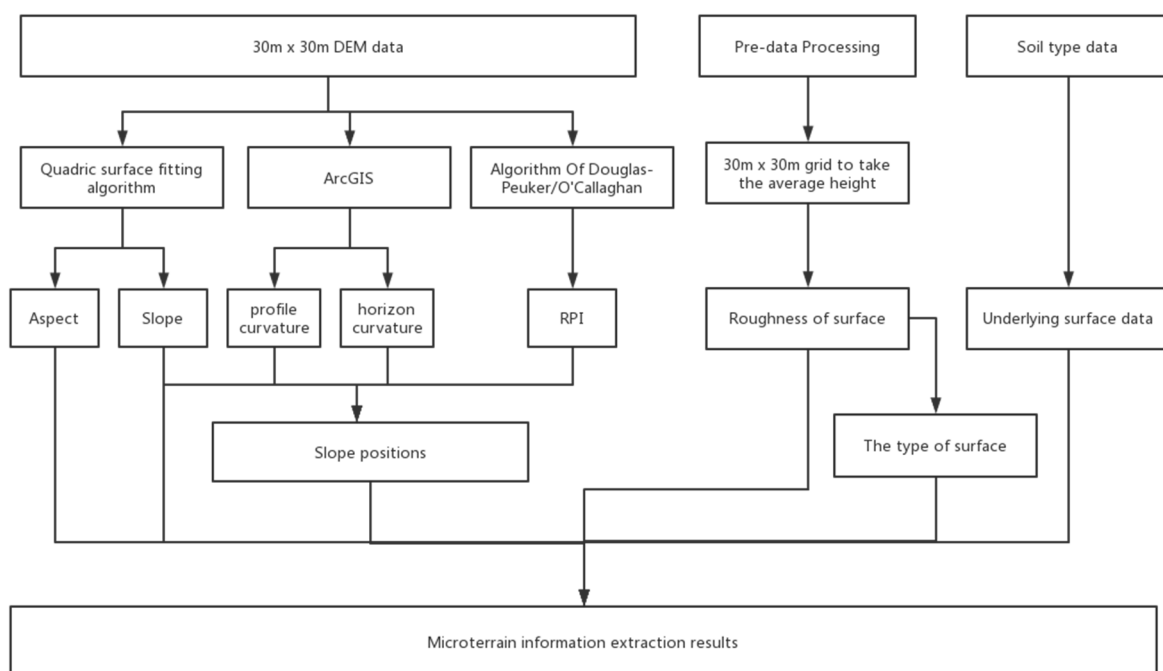 30m x 30m DEM data
Pre-data Processing
Soil type data
Quadric surface fitting
algorithm
ArcGIS
Algorithm Of Douglas-
Peuker/O'Callaghan
30m x 30m grid to take
the average height
Aspect
Slope
profile
curvature
horizon
curvature
RPI
Roughness of surface
Underlying surface data
Slope positions
The type of surface
Microterrain information extraction results